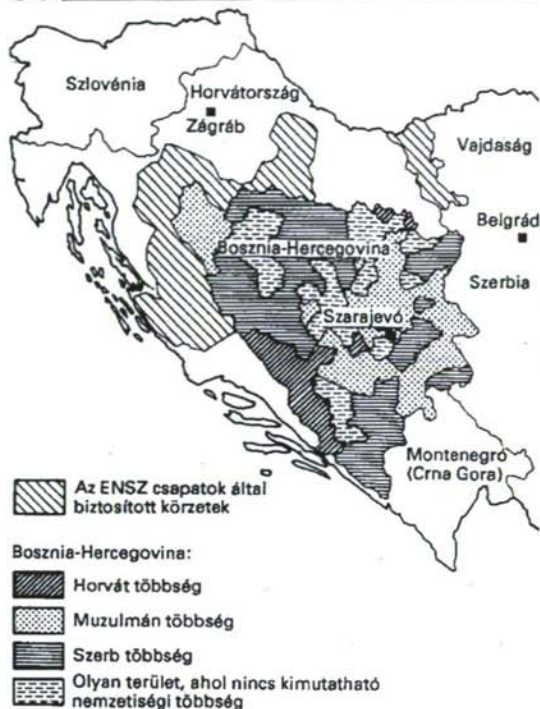 Szlovénia
Horvátország
Zágráb
Vajdaság
Belgrád
Bosznia-Hercegovina
Szerbia
Szarajevó
Montenegró
(Crna Gora)
Az ENSZ csapatok által
biztosított körzetek
Bosznia-Hercegovina:
Horvát többség
Muzulmán többség
Szerb többség
Olyan terület, ahol nincs kimutatható
nemzetiségi többség